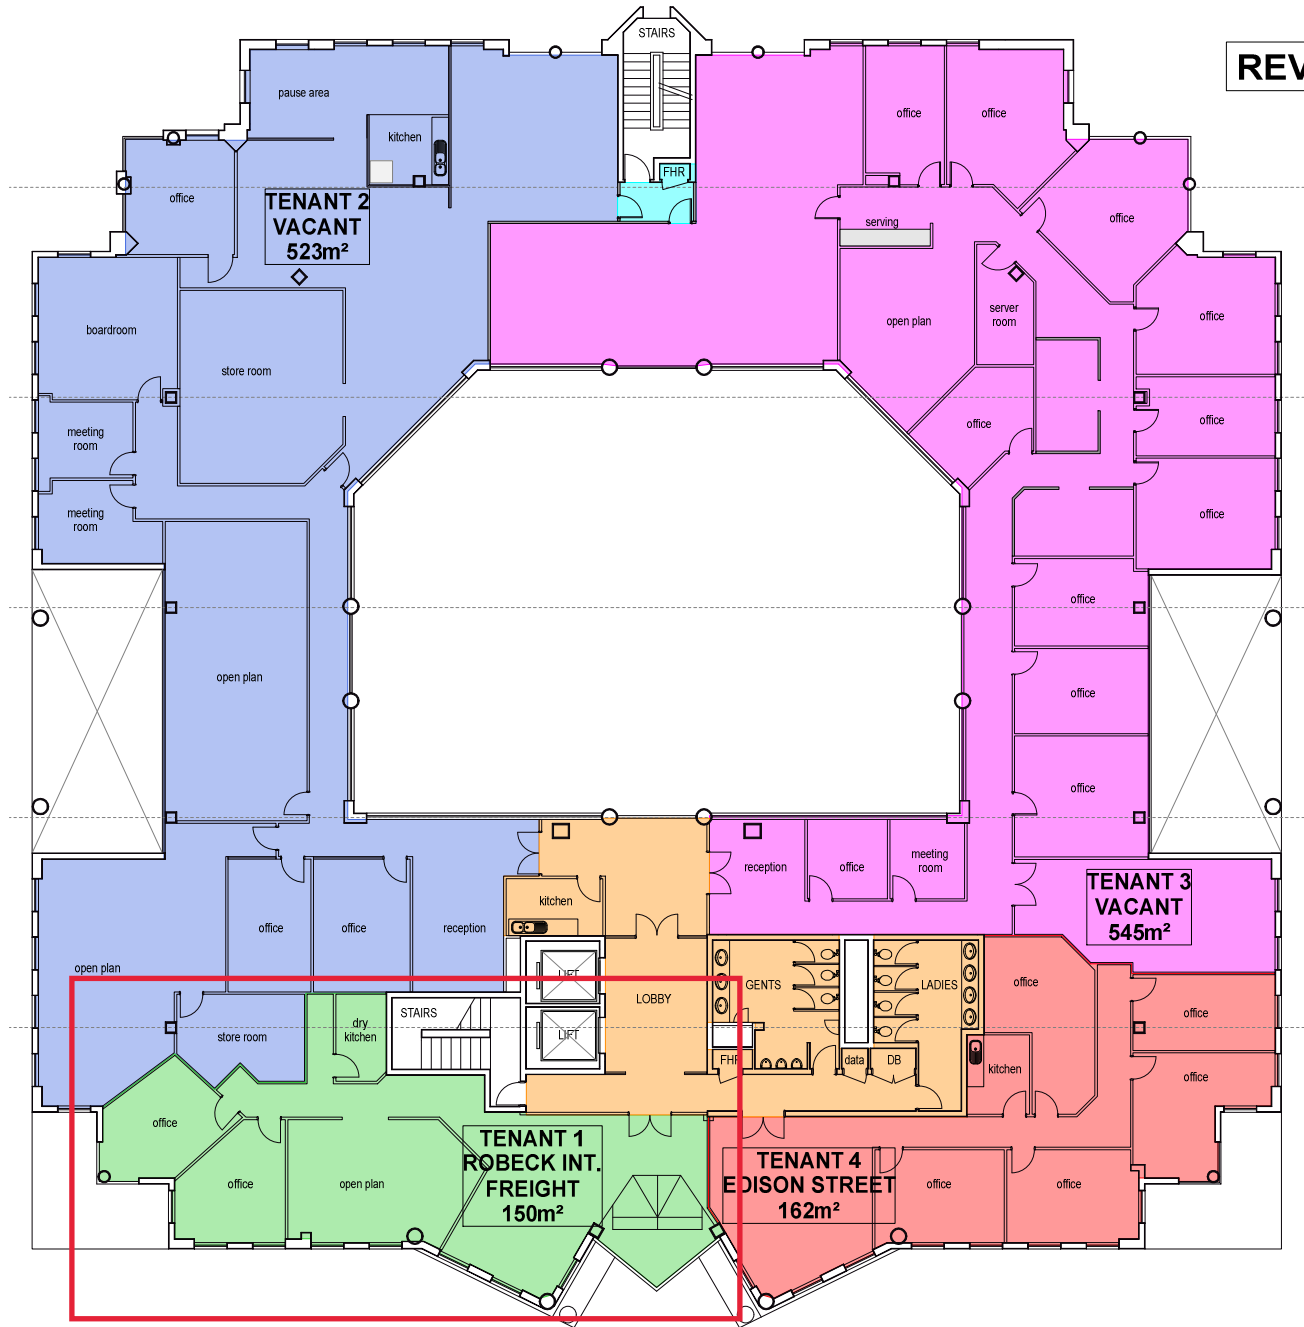 STAIRS
REV
pause area
office
office
kitchen
FHR
office
TENANT 2
VACANT
523m²
serving
office
boardroom
server
room
open plan
office
store room
meeting
room
office
office
meeting
room
office
office
open plan
office
office
reception
office
meeting
room
TENANT 3
VACANT
545m²
kitchen
office
office
reception
open plan
LIFT
LOBBY
GENTS
LADIES
office
STAIRS
dry
kitchen
store room
LIFT
FHR
data
DB
kitchen
office
office
office
TENANT 1
ROBECK INT.
FREIGHT
150m²
office
open plan
TENANT 4
EDISON STREET
162m²
office
office